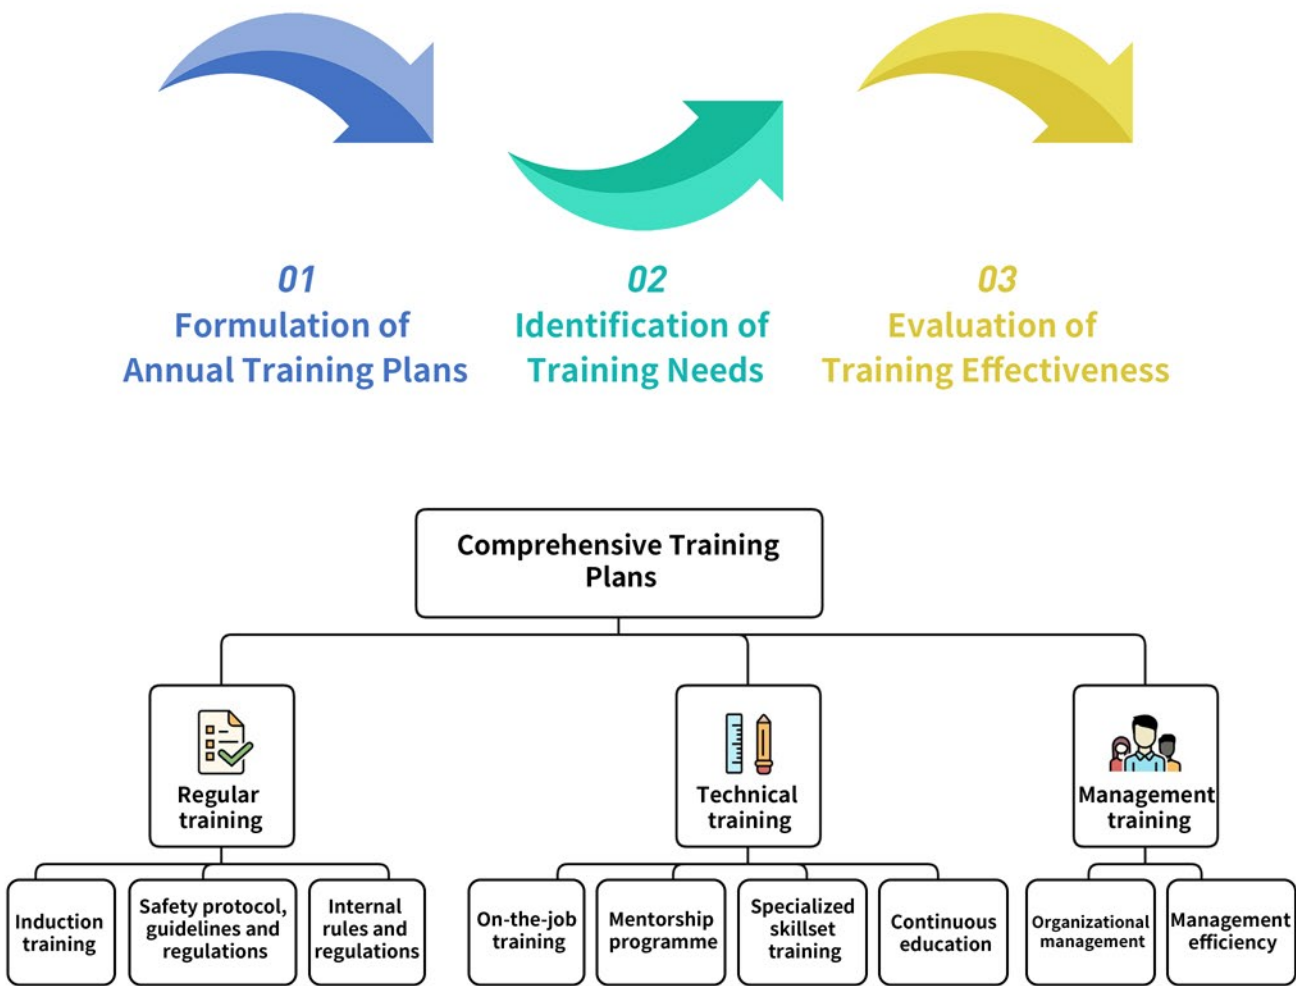 01
Formulation of
Annual Training Plans
02
Identification of
Training Needs
03
Evaluation of
Training Effectiveness
Comprehensive Training
Plans
Regular
training
Technical
training
Management
training
Induction
training
Safety protocol,
guidelines and
regulations
Internal
rules and
regulations
On-the-job
training
Mentorship
programme
Specialized
skillset
training
Continuous
education
Organizational
management
Management
efficiency